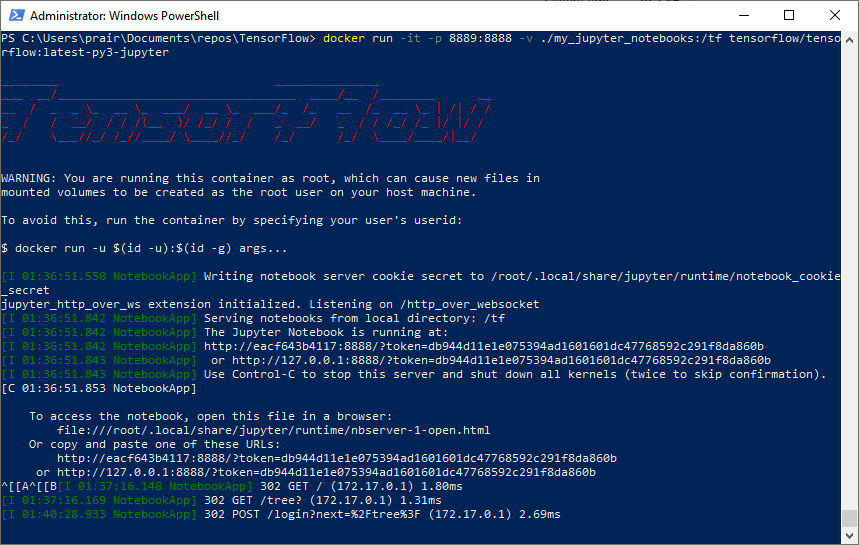 Administrator: Windows PowerShell
PS C:\Users\prair\Documents\repos\TensorFlow> docker run -it -p 8889:8888 -v ./my_jupyter_notebooks:/tf tensorflow/tenso
rflow:latest-py3-jupyter
WARNING: You are running this container as root, which can cause new files in
mounted volumes to be created as the root user on your host machine.
To avoid this, run the container by specifying your user's userid:
$ docker run -u $(id -u):$(id -g) args...
[I 01:36:51.550 NotebookApp] Writing notebook server cookie secret to /root/.local/share/jupyter/runtime/notebook_cookie
_secret
jupyter_http_over_ws extension initialized. Listening on /http_over_websocket
[I 01:36:51.842 NotebookApp] Serving notebooks from local directory: /tf
[I 01:36:51.842 NotebookApp] The Jupyter Notebook is running at:
[I 01:36:51.842 NotebookApp] http://eacf643b4117:8888/?token=db944d11e1e075394ad1601601dc47768592c291f8da860b
[I 01:36:51.843 NotebookApp]  or http://127.0.0.1:8888/?token=db944d11e1e075394ad1601601dc47768592c291f8da860b
[I 01:36:51.843 NotebookApp] Use Control-C to stop this server and shut down all kernels (twice to skip confirmation).
[C 01:36:51.853 NotebookApp]
To access the notebook, open this file in a browser:
file:///root/.local/share/jupyter/runtime/nbserver-1-open.html
Or copy and paste one of these URLs:
http://eacf643b4117:8888/?token=db944d11e1e075394ad1601601dc47768592c291f8da860b
or http://127.0.0.1:8888/?token=db944d11e1e075394ad1601601dc47768592c291f8da860b
^[[A^[[B[I 01:37:16.148 NotebookApp] 302 GET / (172.17.0.1) 1.80ms
[I 01:37:16.169 NotebookApp] 302 GET /tree? (172.17.0.1) 1.31ms
[I 01:40:28.933 NotebookApp] 302 POST /login?next=%2Ftree%3F (172.17.0.1) 2.69ms